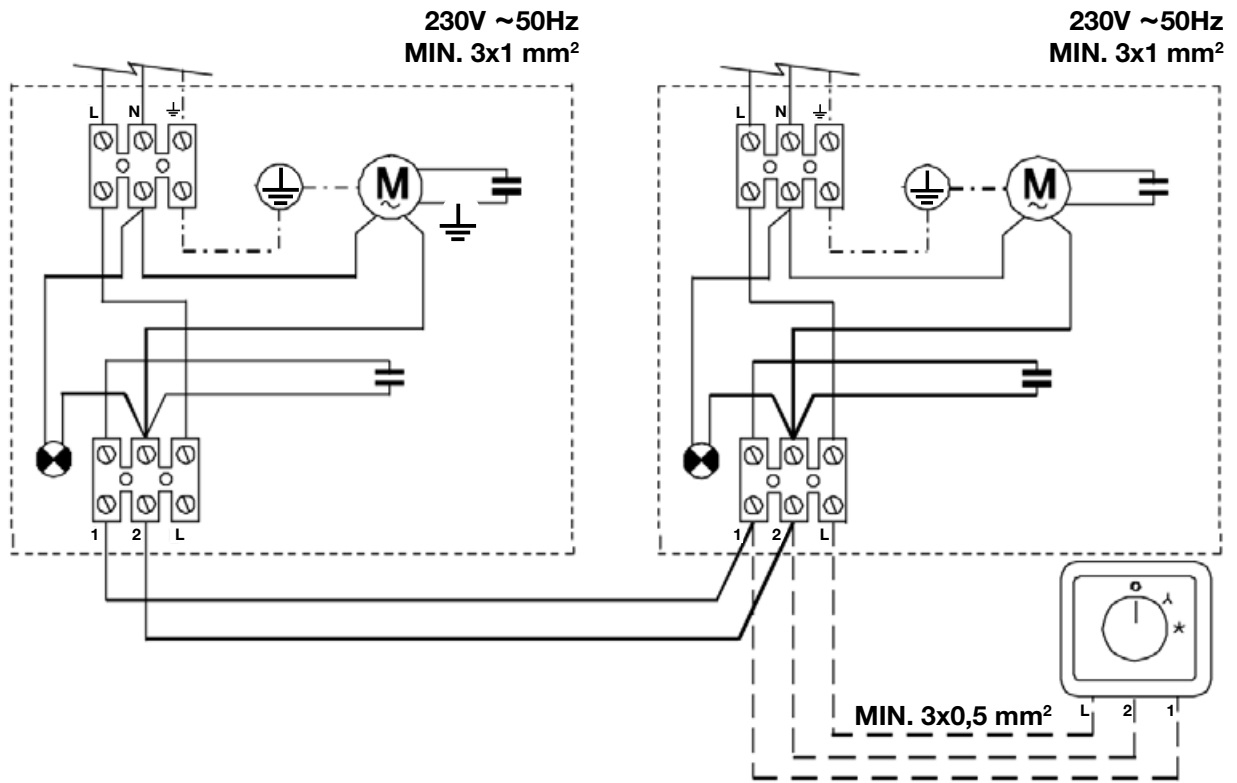 230V ~50Hz
MIN. 3x1 mm²
230V ~50Hz
MIN. 3x1 mm²
L N
L N
M
~
M
~
1 2 L
1 2 L
MIN. 3x0,5 mm²
L 2 1